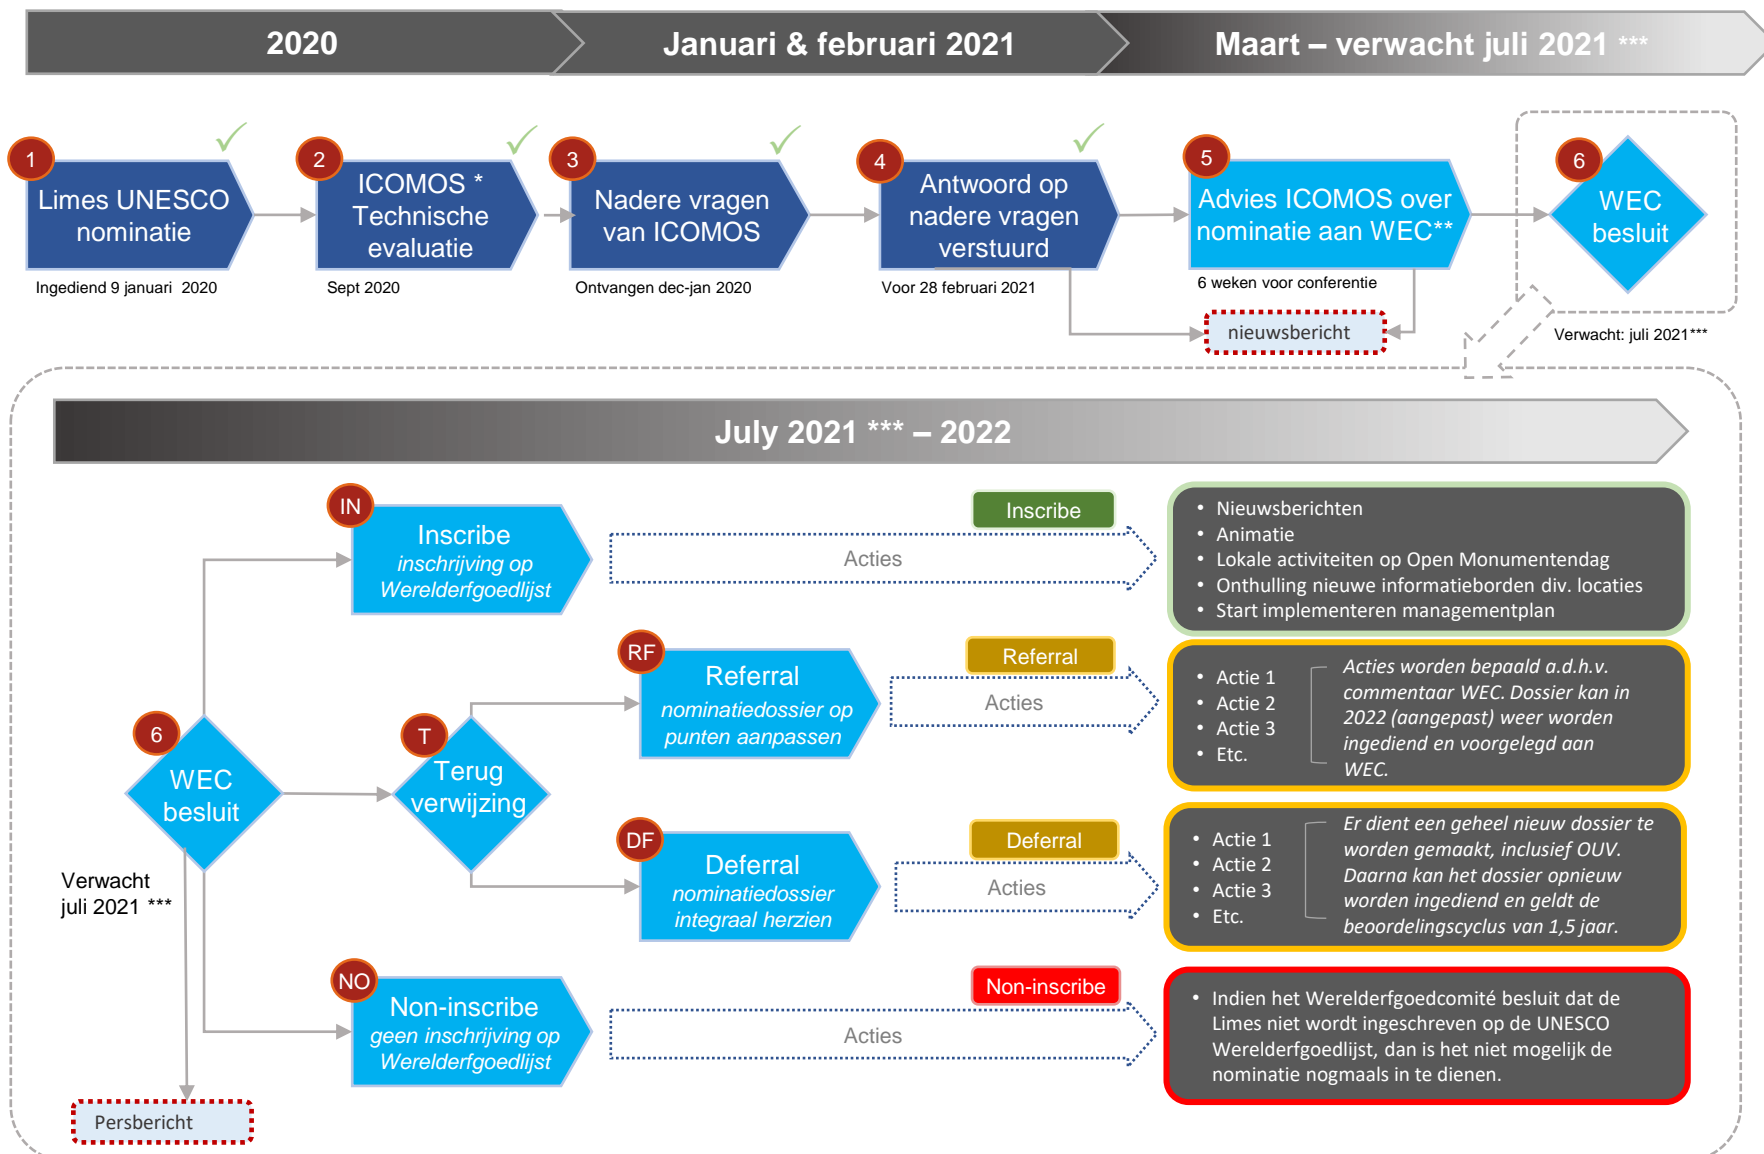 2020
Januari & februari 2021
Maart – verwacht juli 2021 ***
1
Limes UNESCO
nominatie
Ingediend 9 januari 2020
2
ICOMOS *
Technische
evaluatie
Sept 2020
3
Nadere vragen
van ICOMOS
Ontvangen dec-jan 2020
4
Antwoord op
nadere vragen
verstuurd
Voor 28 februari 2021
5
Advies ICOMOS over
nominatie aan WEC**
6 weken voor conferentie
nieuwsbericht
6
WEC
besluit
Verwacht: juli 2021***
July 2021 *** – 2022
IN
Inscribe
inschrijving op
Werelderfgoedlijst
Inscribe
Acties
• Nieuwsberichten
• Animatie
• Lokale activiteiten op Open Monumentendag
• Onthulling nieuwe informatieborden div. locaties
• Start implementeren managementplan
6
WEC
besluit
Verwacht
juli 2021 ***
T
Terug
verwijzing
RF
Referral
nominatiedossier op
punten aanpassen
Referral
Acties
• Actie 1
• Actie 2
• Actie 3
• Etc.
Acties worden bepaald a.d.h.v.
commentaar WEC. Dossier kan in
2022 (aangepast) weer worden
ingediend en voorgelegd aan
WEC.
DF
Deferral
nominatiedossier
integraal herzien
Deferral
Acties
• Actie 1
• Actie 2
• Actie 3
• Etc.
Er dient een geheel nieuw dossier te
worden gemaakt, inclusief OUV.
Daarna kan het dossier opnieuw
worden ingediend en geldt de
beoordelingscyclus van 1,5 jaar.
NO
Non-inscribe
geen inschrijving op
Werelderfgoedlijst
Non-inscribe
Acties
• Indien het Werelderfgoedcomité besluit dat de
Limes niet wordt ingeschreven op de UNESCO
Werelderfgoedlijst, dan is het niet mogelijk de
nominatie nogmaals in te dienen.
Persbericht